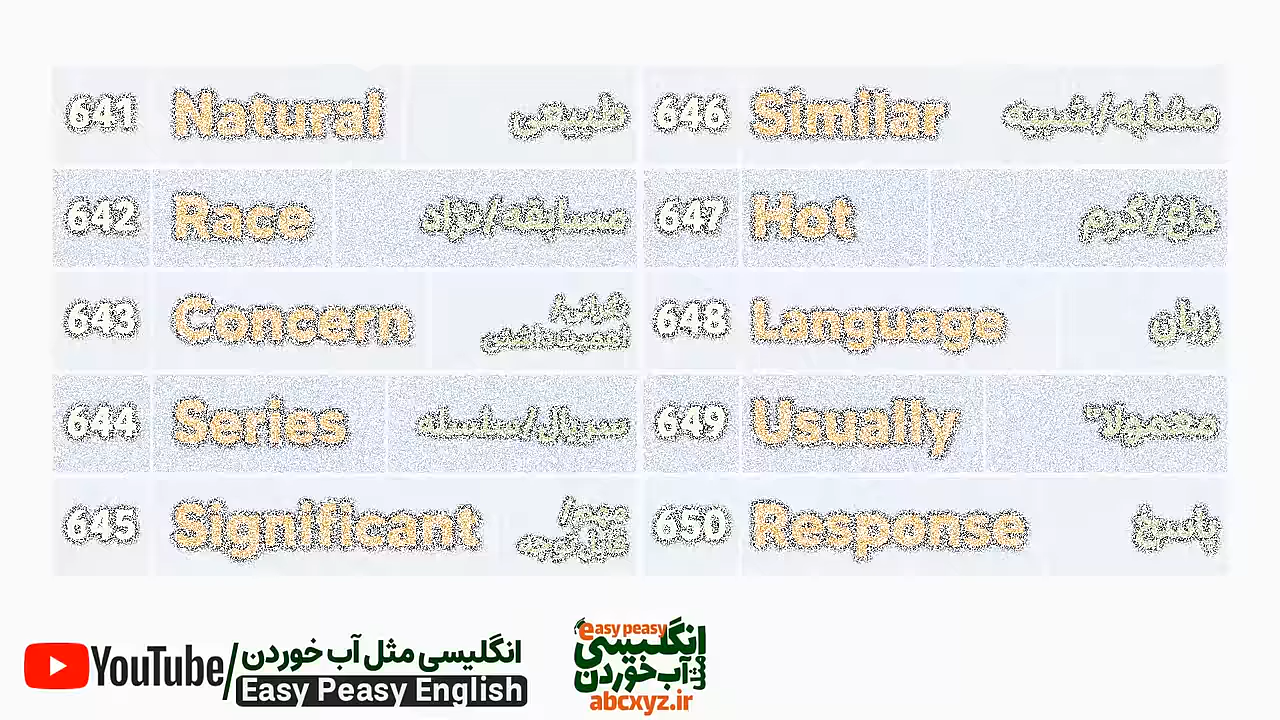 641 Natural طبیعی
642 Race مسابقه/نژاد
643 Concern
644 Series سریال/سلسله
645 Significant
646 Similar مشابه/شبیه
647 Hot داغ/گرم
648 Language زبان
649 Usually معمولاً
650 Response پاسخ
YouTube/انگلیسی مثل آب خوردن
Easy Peasy English
easy peasy
انگلیسی
مثل آب خوردن
abcxyz.ir